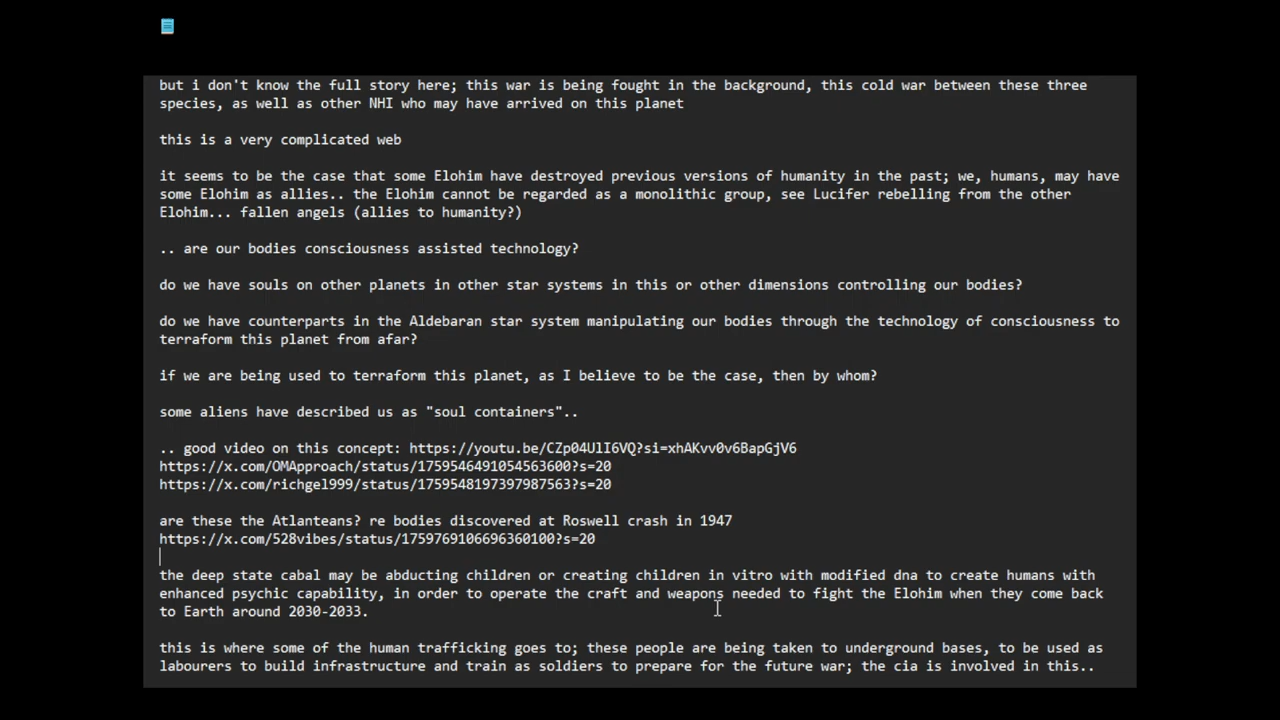 but i don't know the full story here; this war is being fought in the background, this cold war between these three
species, as well as other NHI who may have arrived on this planet
this is a very complicated web
it seems to be the case that some Elohim have destroyed previous versions of humanity in the past; we, humans, may have
some Elohim as allies.. the Elohim cannot be regarded as a monolithic group, see Lucifer rebelling from the other
Elohim... fallen angels (allies to humanity?)
.. are our bodies consciousness assisted technology?
do we have souls on other planets in other star systems in this or other dimensions controlling our bodies?
do we have counterparts in the Aldebaran star system manipulating our bodies through the technology of consciousness to
terraform this planet from afar?
if we are being used to terraform this planet, as I believe to be the case, then by whom?
some aliens have described us as "soul containers"..
.. good video on this concept: https://youtu.be/CZp04UlI6VQ?si=xhAKvv0v6BapGjV6
https://x.com/OMApproach/status/1759546491054563600?s=20
https://x.com/richgel999/status/1759548197397987563?s=20
are these the Atlanteans? re bodies discovered at Roswell crash in 1947
https://x.com/528vibes/status/1759769106696360100?s=20
the deep state cabal may be abducting children or creating children in vitro with modified dna to create humans with
enhanced psychic capability, in order to operate the craft and weapons needed to fight the Elohim when they come back
to Earth around 2030-2033.
this is where some of the human trafficking goes to; these people are being taken to underground bases, to be used as
labourers to build infrastructure and train as soldiers to prepare for the future war; the cia is involved in this..